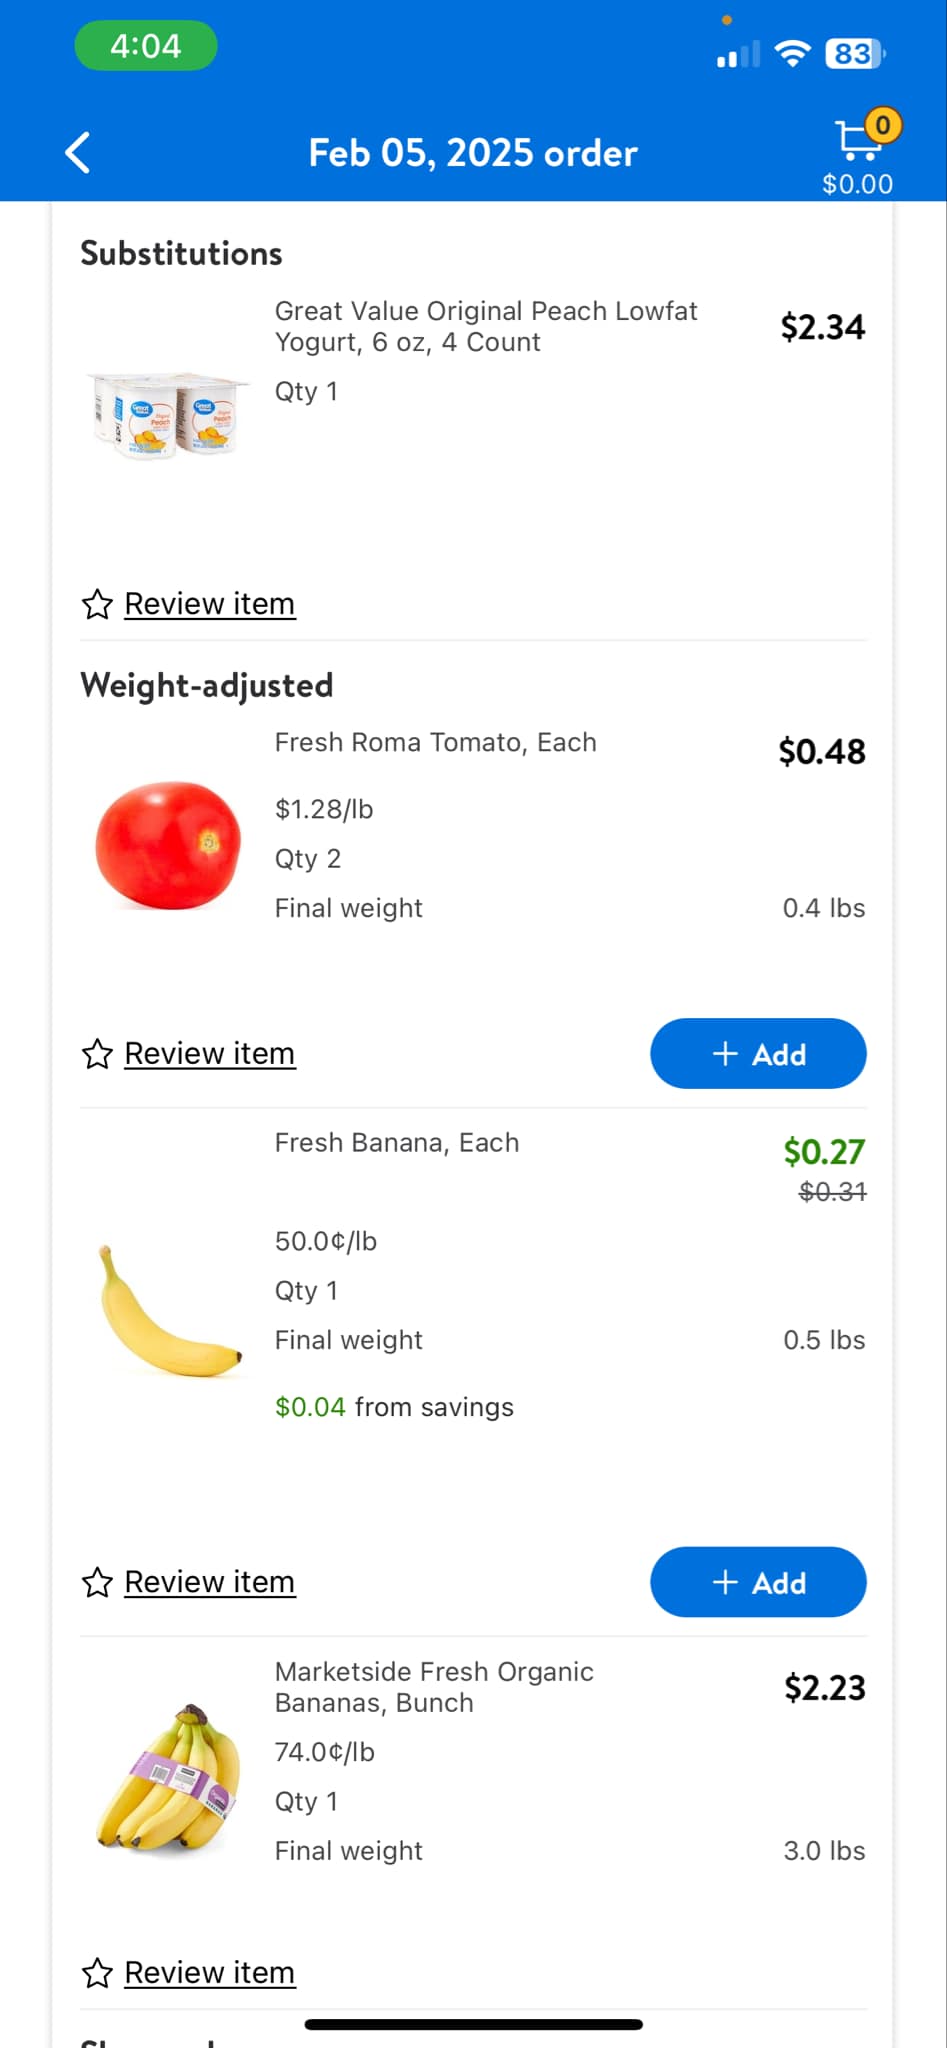 4:04
83
Feb 05, 2025 order
0
$0.00
Substitutions
Great Value Original Peach Lowfat
Yogurt, 6 oz, 4 Count
$2.34
Qty 1
Review item
Weight-adjusted
Fresh Roma Tomato, Each
$0.48
$1.28/lb
Qty 2
Final weight 0.4 lbs
Review item
+ Add
Fresh Banana, Each
$0.27
$0.31
50.0¢/lb
Qty 1
Final weight 0.5 lbs
$0.04 from savings
Review item
+ Add
Marketside Fresh Organic
Bananas, Bunch
$2.23
74.0¢/lb
Qty 1
Final weight 3.0 lbs
Review item